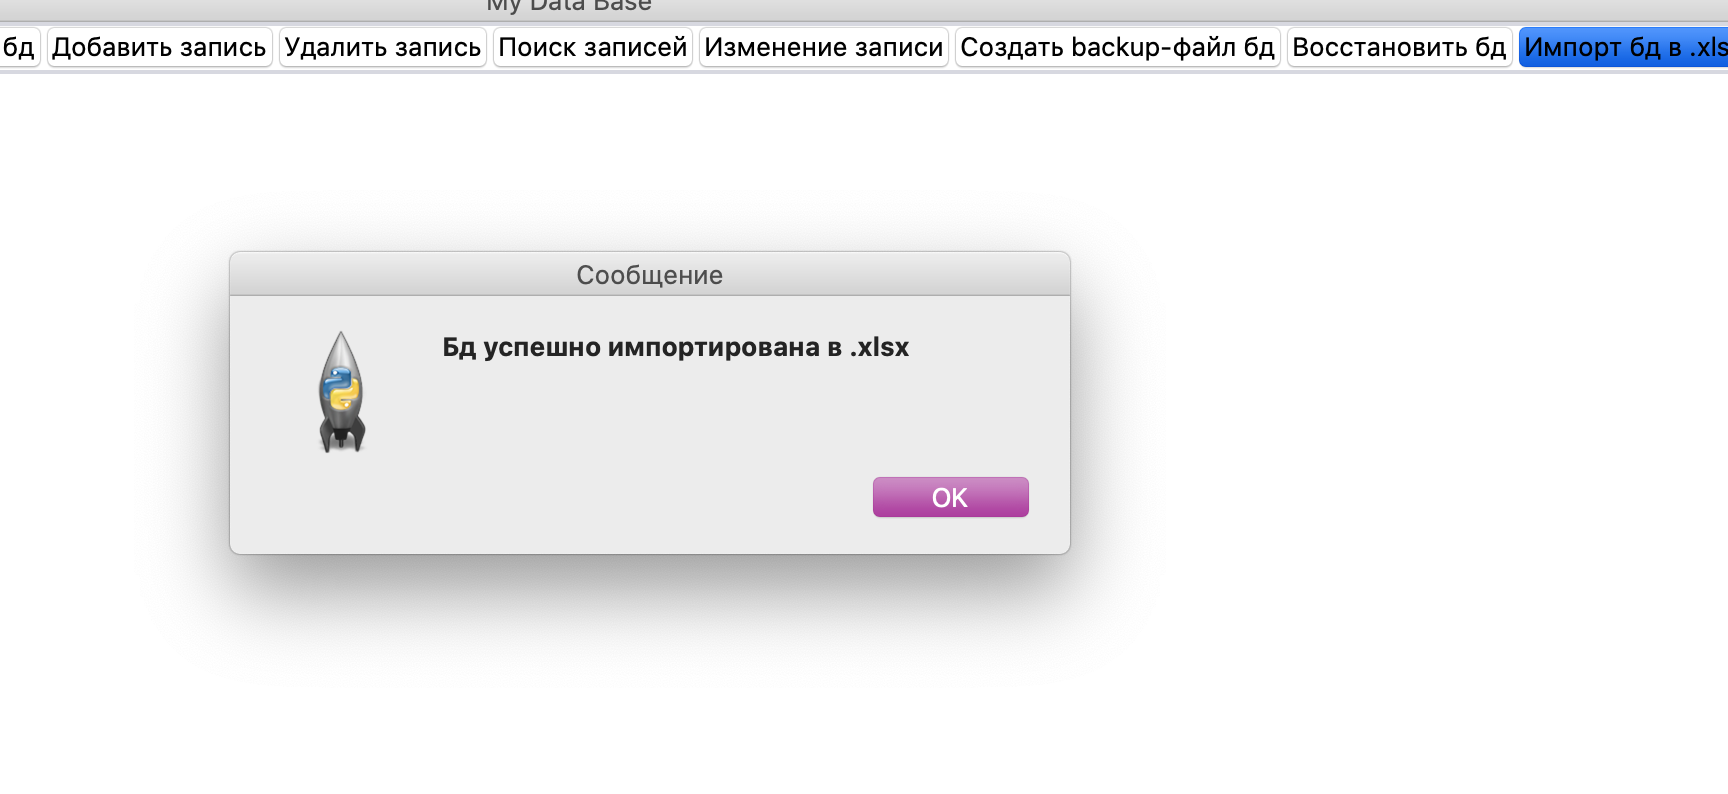 My Data Base
бд
Добавить запись
Удалить запись
Поиск записей
Изменение записи
Создать backup-файл бд
Восстановить бд
Импорт бд в .xls
Сообщение
Бд успешно импортирована в .xlsx
OK